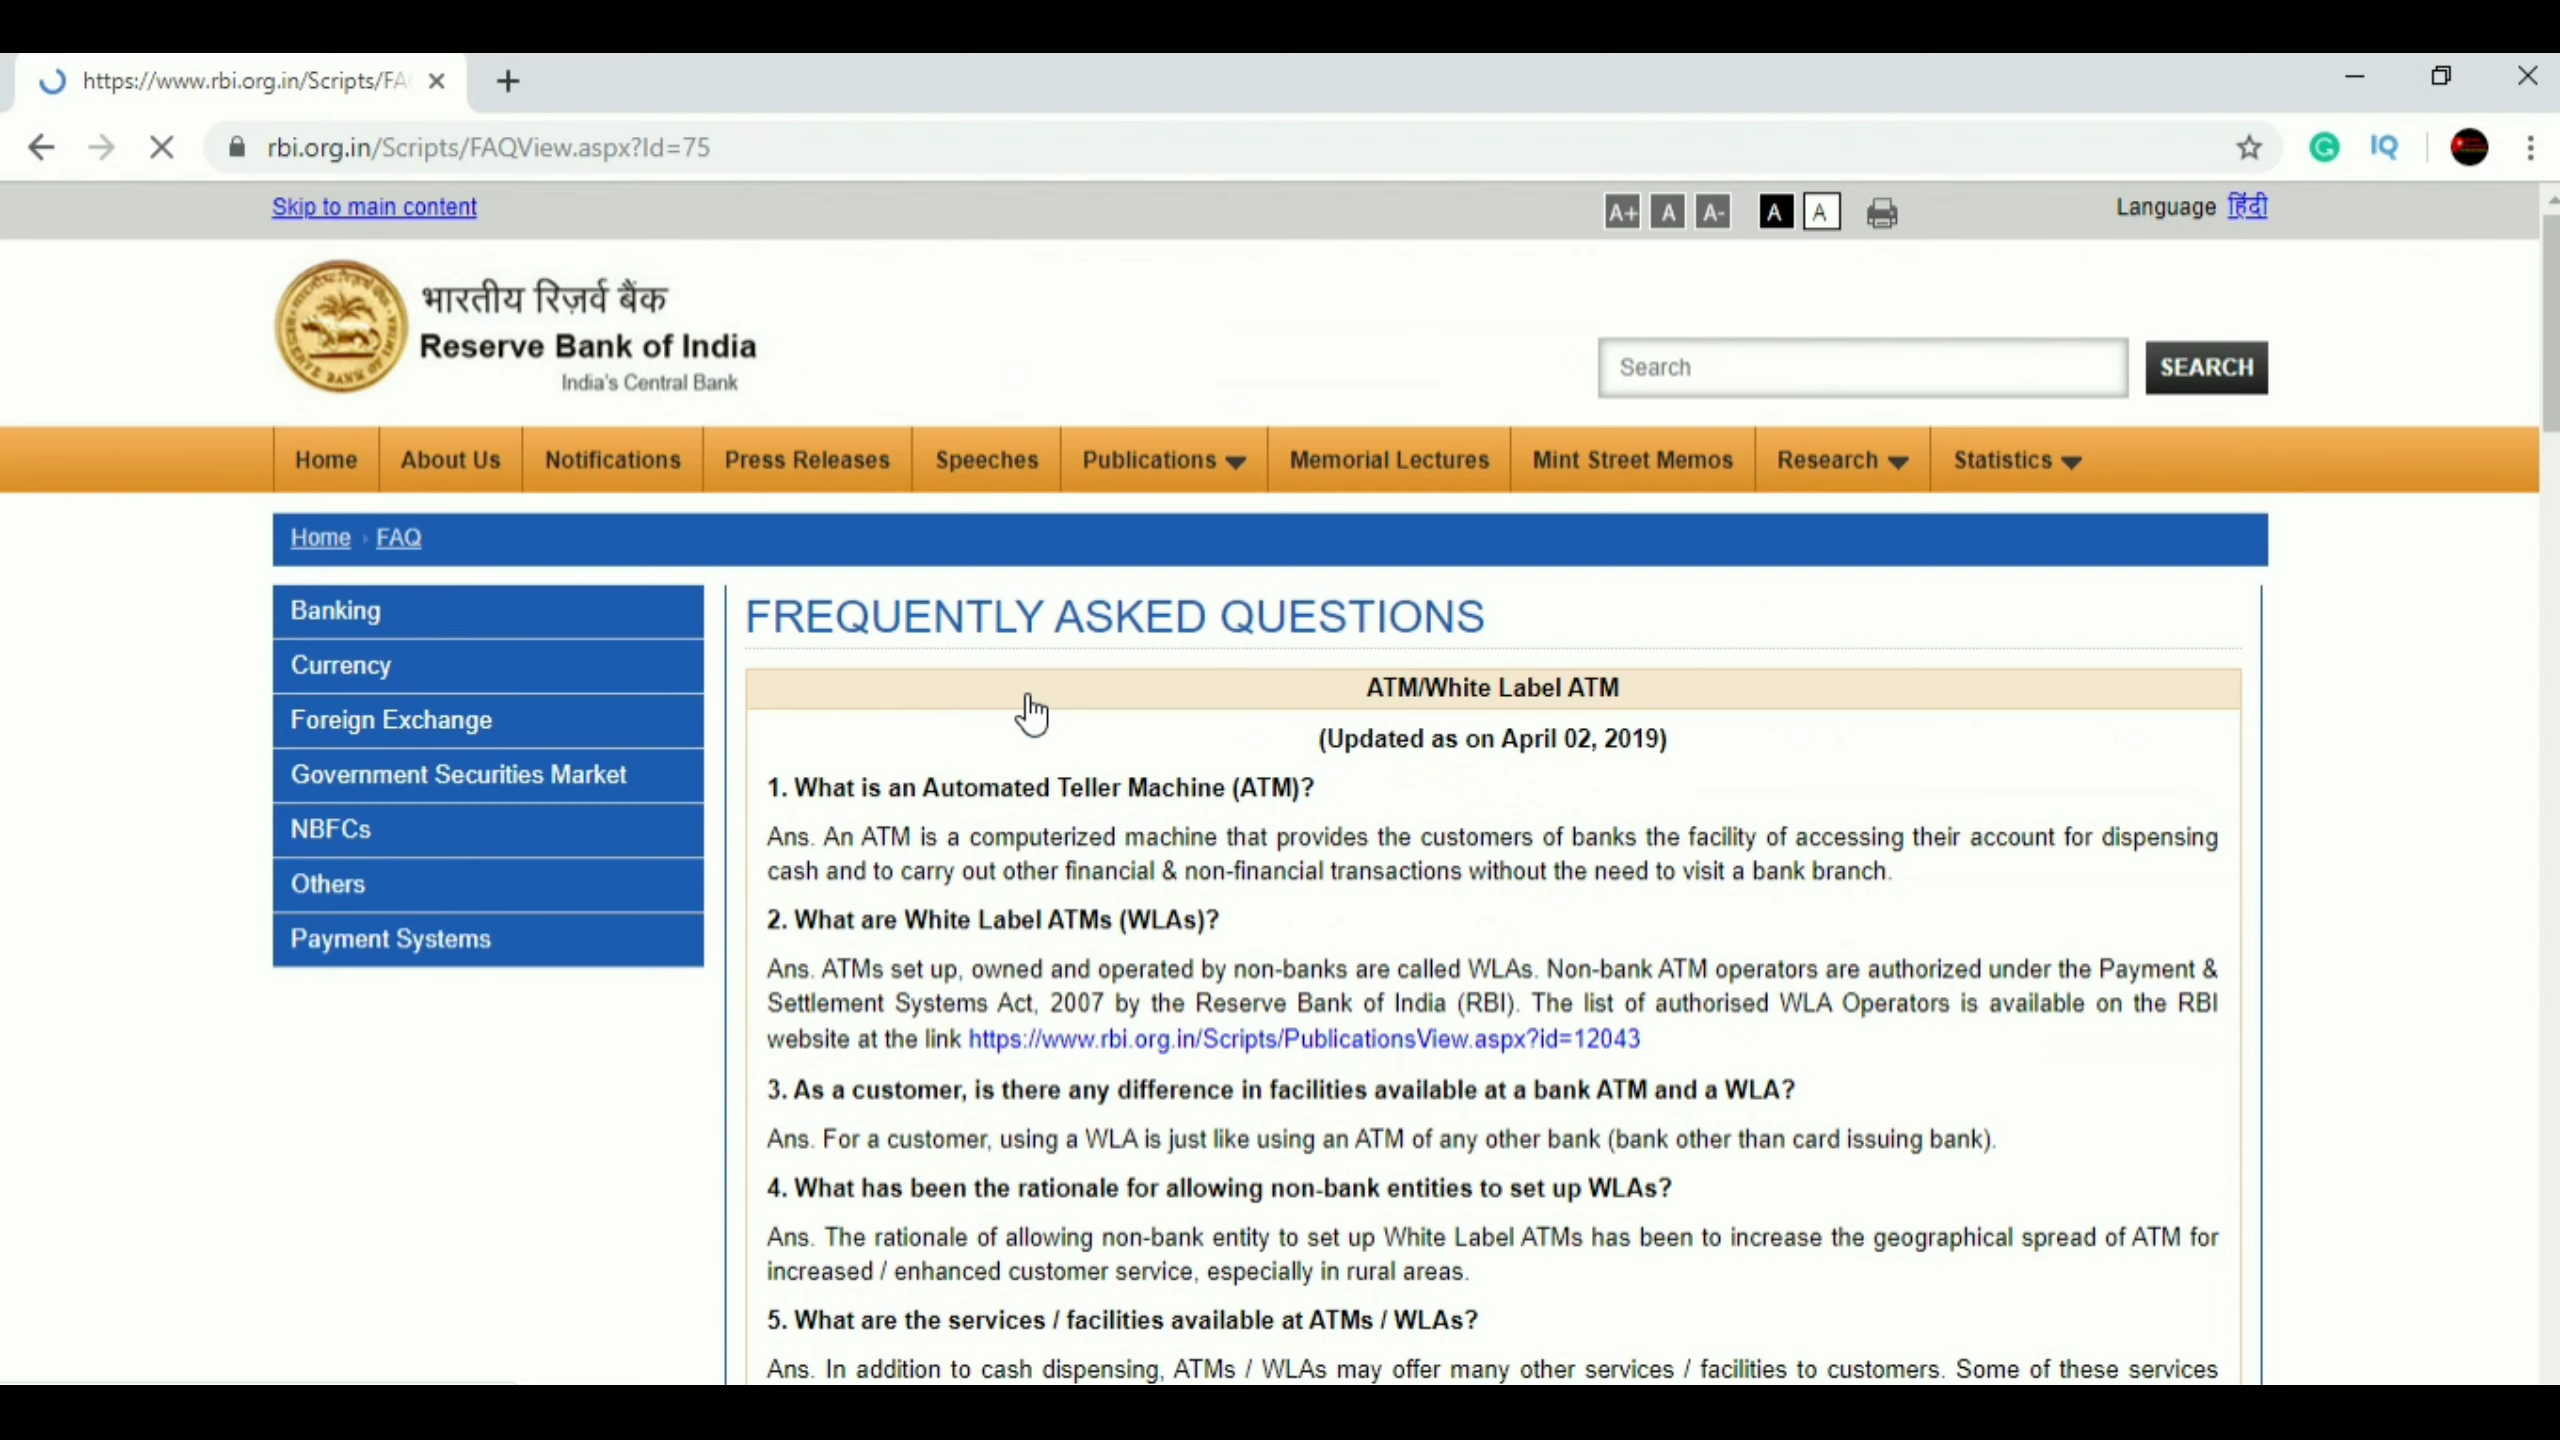 https://www.rbi.org.in/Scripts/FA
rbi.org.in/Scripts/FAQView.aspx?Id=75
IQ
Skip to main content
A+ A A- A A
Language हिंदी
भारतीय रिज़र्व बैंक
Reserve Bank of India
India's Central Bank
Search
SEARCH
Home About Us Notifications Press Releases Speeches Publications Memorial Lectures Mint Street Memos Research Statistics
Home FAQ
Banking
Currency
Foreign Exchange
Government Securities Market
NBFCs
Others
Payment Systems
FREQUENTLY ASKED QUESTIONS
ATM/White Label ATM
(Updated as on April 02, 2019)
1. What is an Automated Teller Machine (ATM)?
Ans. An ATM is a computerized machine that provides the customers of banks the facility of accessing their account for dispensing
cash and to carry out other financial & non-financial transactions without the need to visit a bank branch.
2. What are White Label ATMs (WLAs)?
Ans. ATMs set up, owned and operated by non-banks are called WLAs. Non-bank ATM operators are authorized under the Payment &
Settlement Systems Act, 2007 by the Reserve Bank of India (RBI). The list of authorised WLA Operators is available on the RBI
website at the link https://www.rbi.org.in/Scripts/PublicationsView.aspx?id=12043
3. As a customer, is there any difference in facilities available at a bank ATM and a WLA?
Ans. For a customer, using a WLA is just like using an ATM of any other bank (bank other than card issuing bank).
4. What has been the rationale for allowing non-bank entities to set up WLAs?
Ans. The rationale of allowing non-bank entity to set up White Label ATMs has been to increase the geographical spread of ATM for
increased / enhanced customer service, especially in rural areas.
5. What are the services / facilities available at ATMs / WLAs?
Ans. In addition to cash dispensing, ATMs / WLAs may offer many other services / facilities to customers. Some of these services